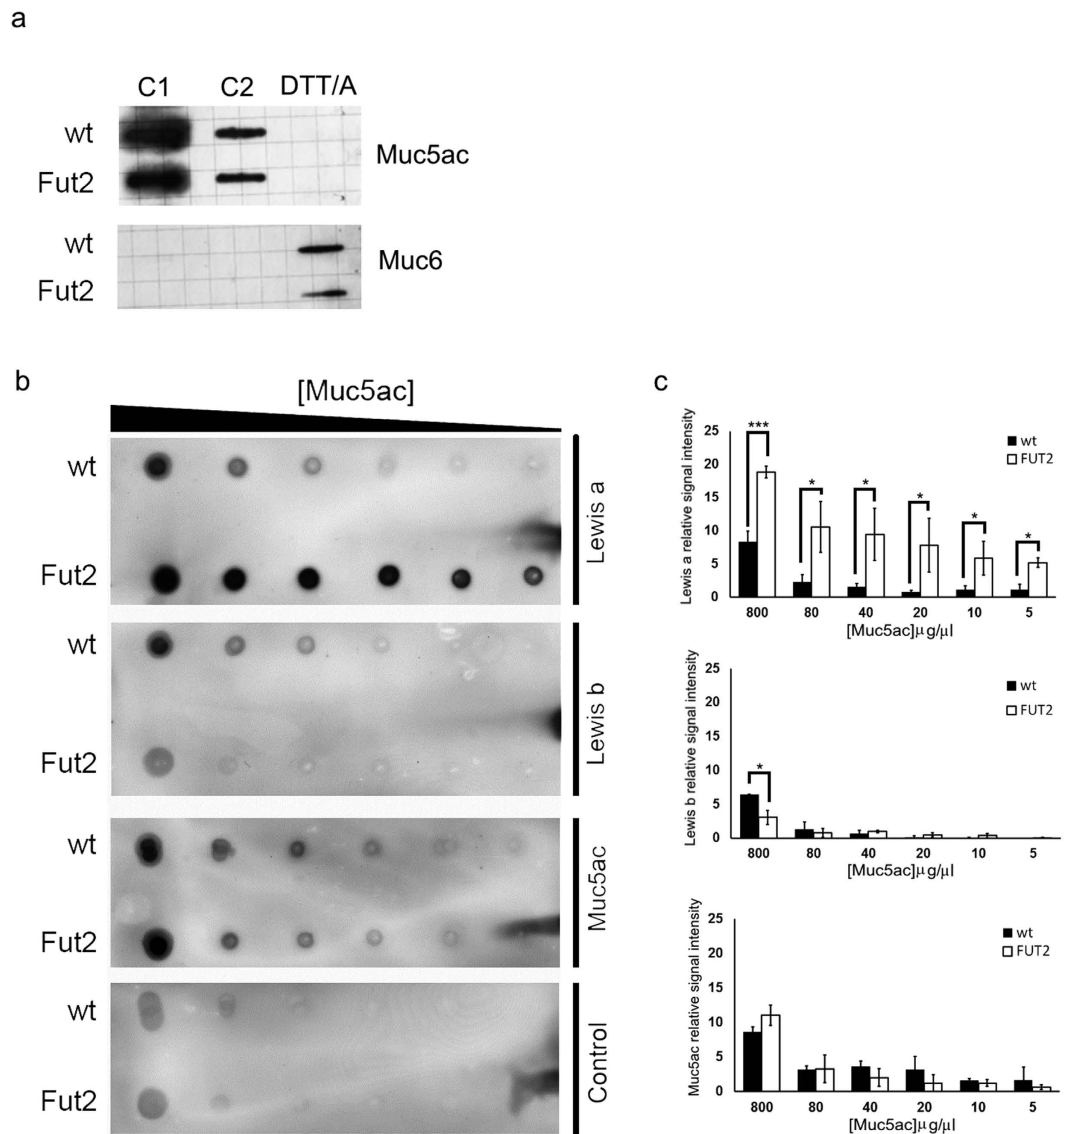 a
C1 C2 DTT/A
wt
Muc5ac
Fut2
wt
Muc6
Fut2
b
[Muc5ac]
wt
Lewis a
Fut2
wt
Lewis b
Fut2
wt
Muc5ac
Fut2
wt
Control
Fut2
c
Lewis a relative signal intensity
25
20
15
10
5
0
***
*
*
*
*
*
wt
FUT2
800 80 40 20 10 5
[Muc5ac]μg/μl
Lewis b relative signal intensity
25
20
15
10
5
0
*
wt
FUT2
800 80 40 20 10 5
[Muc5ac]μg/μl
Muc5ac relative signal intensity
25
20
15
10
5
0
wt
FUT2
800 80 40 20 10 5
[Muc5ac]μg/μl